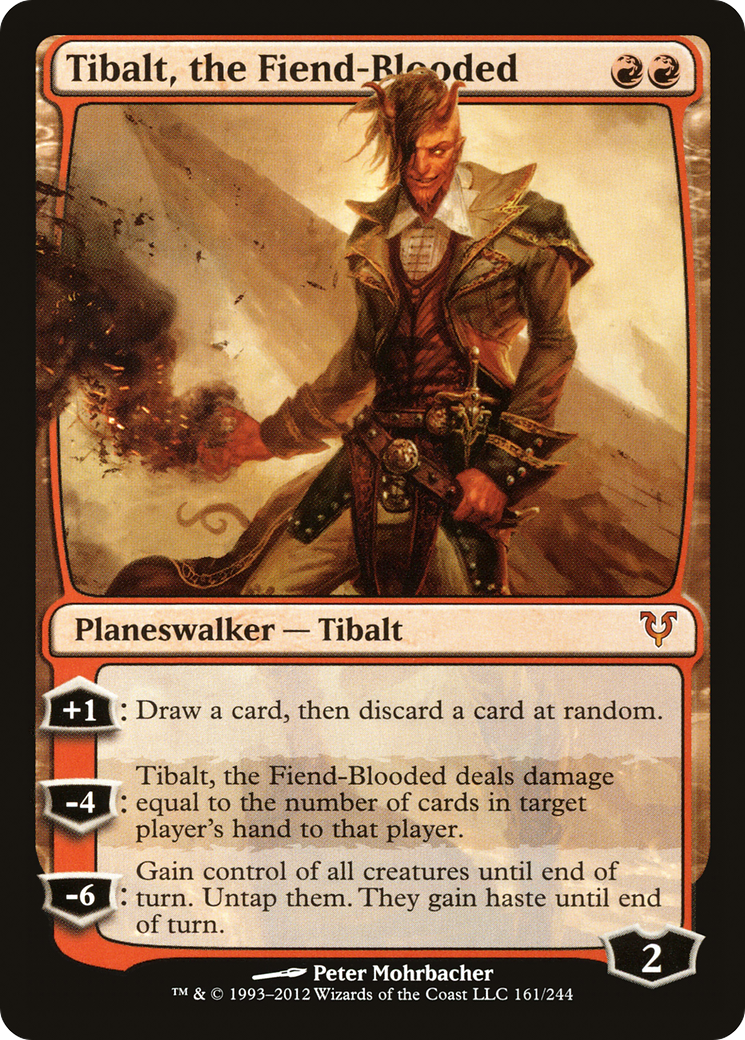 Tibalt, the Fiend-Blooded
Planeswalker — Tibalt
+1: Draw a card, then discard a card at random.
Tibalt, the Fiend-Blooded deals damage
-4: equal to the number of cards in target
player's hand to that player.
Gain control of all creatures until end of
-6: turn. Untap them. They gain haste until end
of turn.
2
Peter Mohrbacher
™ & © 1993–2012 Wizards of the Coast LLC 161/244